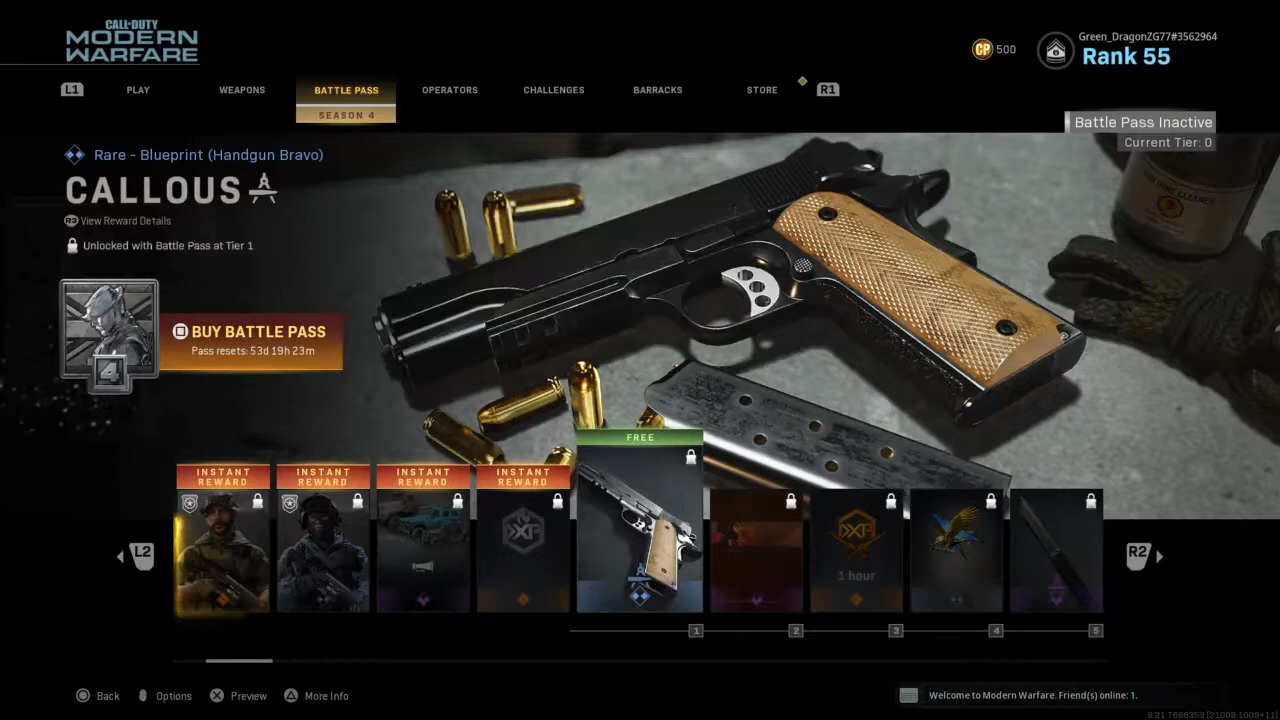 CALL·DUTY
MODERN
WARFARE
CP 500
Green_DragonZG77#3562964
Rank 55
L1
PLAY
WEAPONS
BATTLE PASS
OPERATORS
CHALLENGES
BARRACKS
STORE
R1
SEASON 4
Battle Pass Inactive
Current Tier: 0
Rare - Blueprint (Handgun Bravo)
CALLOUS
R3 View Reward Details
Unlocked with Battle Pass at Tier 1
BUY BATTLE PASS
Pass resets: 53d 19h 23m
4
FREE
INSTANT REWARD
INSTANT REWARD
INSTANT REWARD
INSTANT REWARD
L2
R2
1 hour
1
2
3
4
5
Back
Options
Preview
More Info
Welcome to Modern Warfare. Friend(s) online: 1.